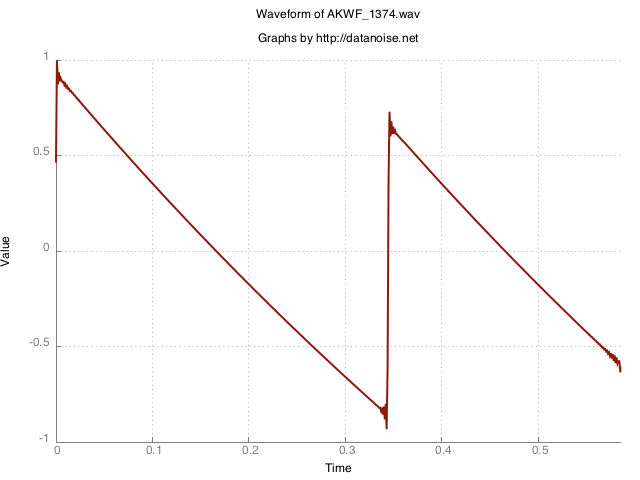 Waveform of AKWF_1374.wav
Graphs by http://datanoise.net
1
0.5
0
-0.5
-1
Value
0 0.1 0.2 0.3 0.4 0.5
Time